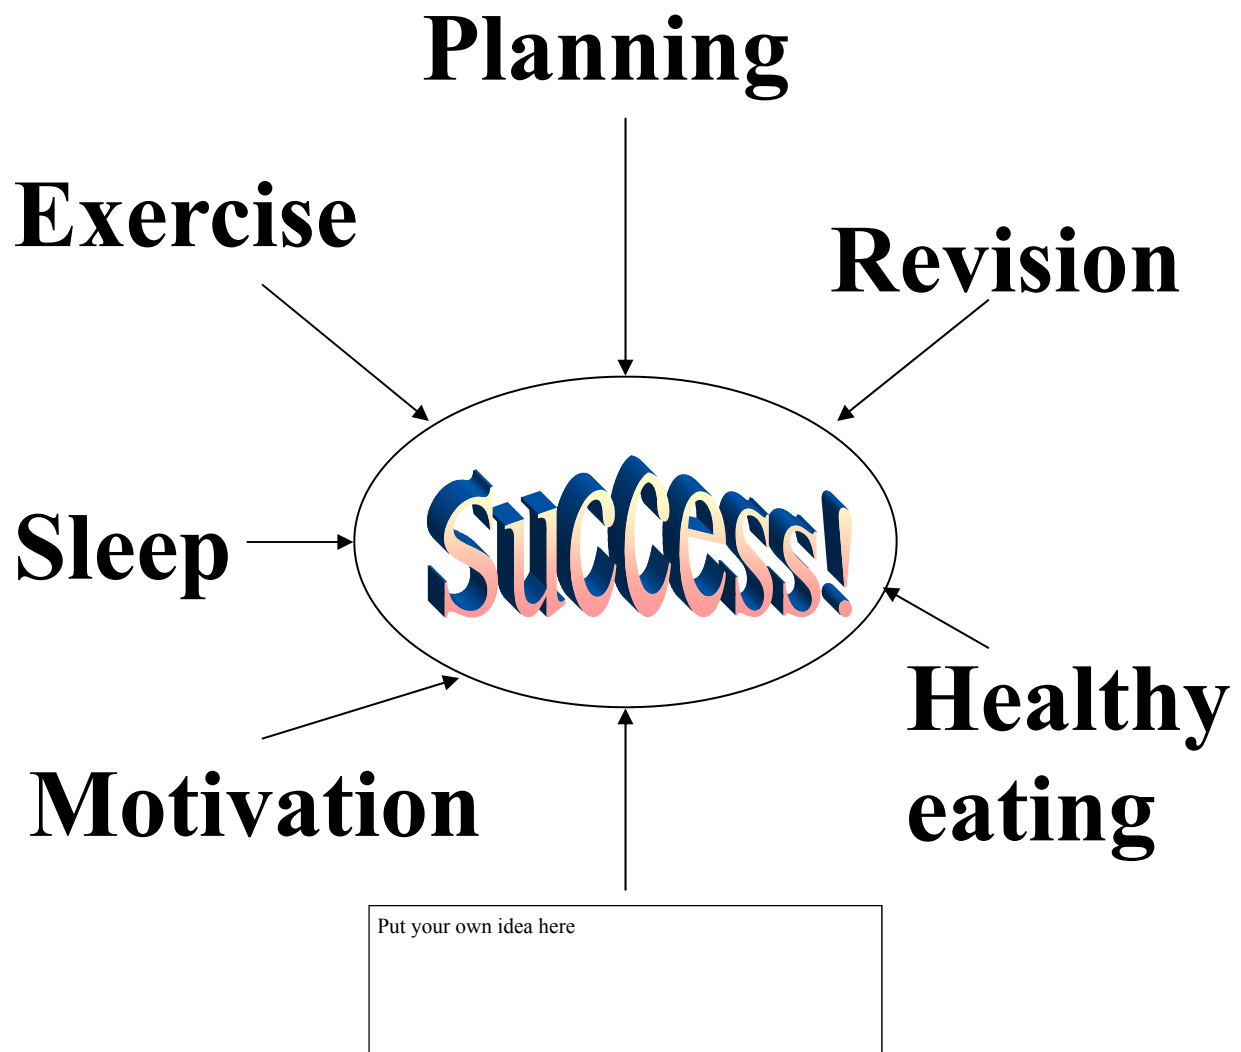 Planning
Exercise
Revision
Success!
Sleep
Healthy
eating
Motivation
Put your own idea here